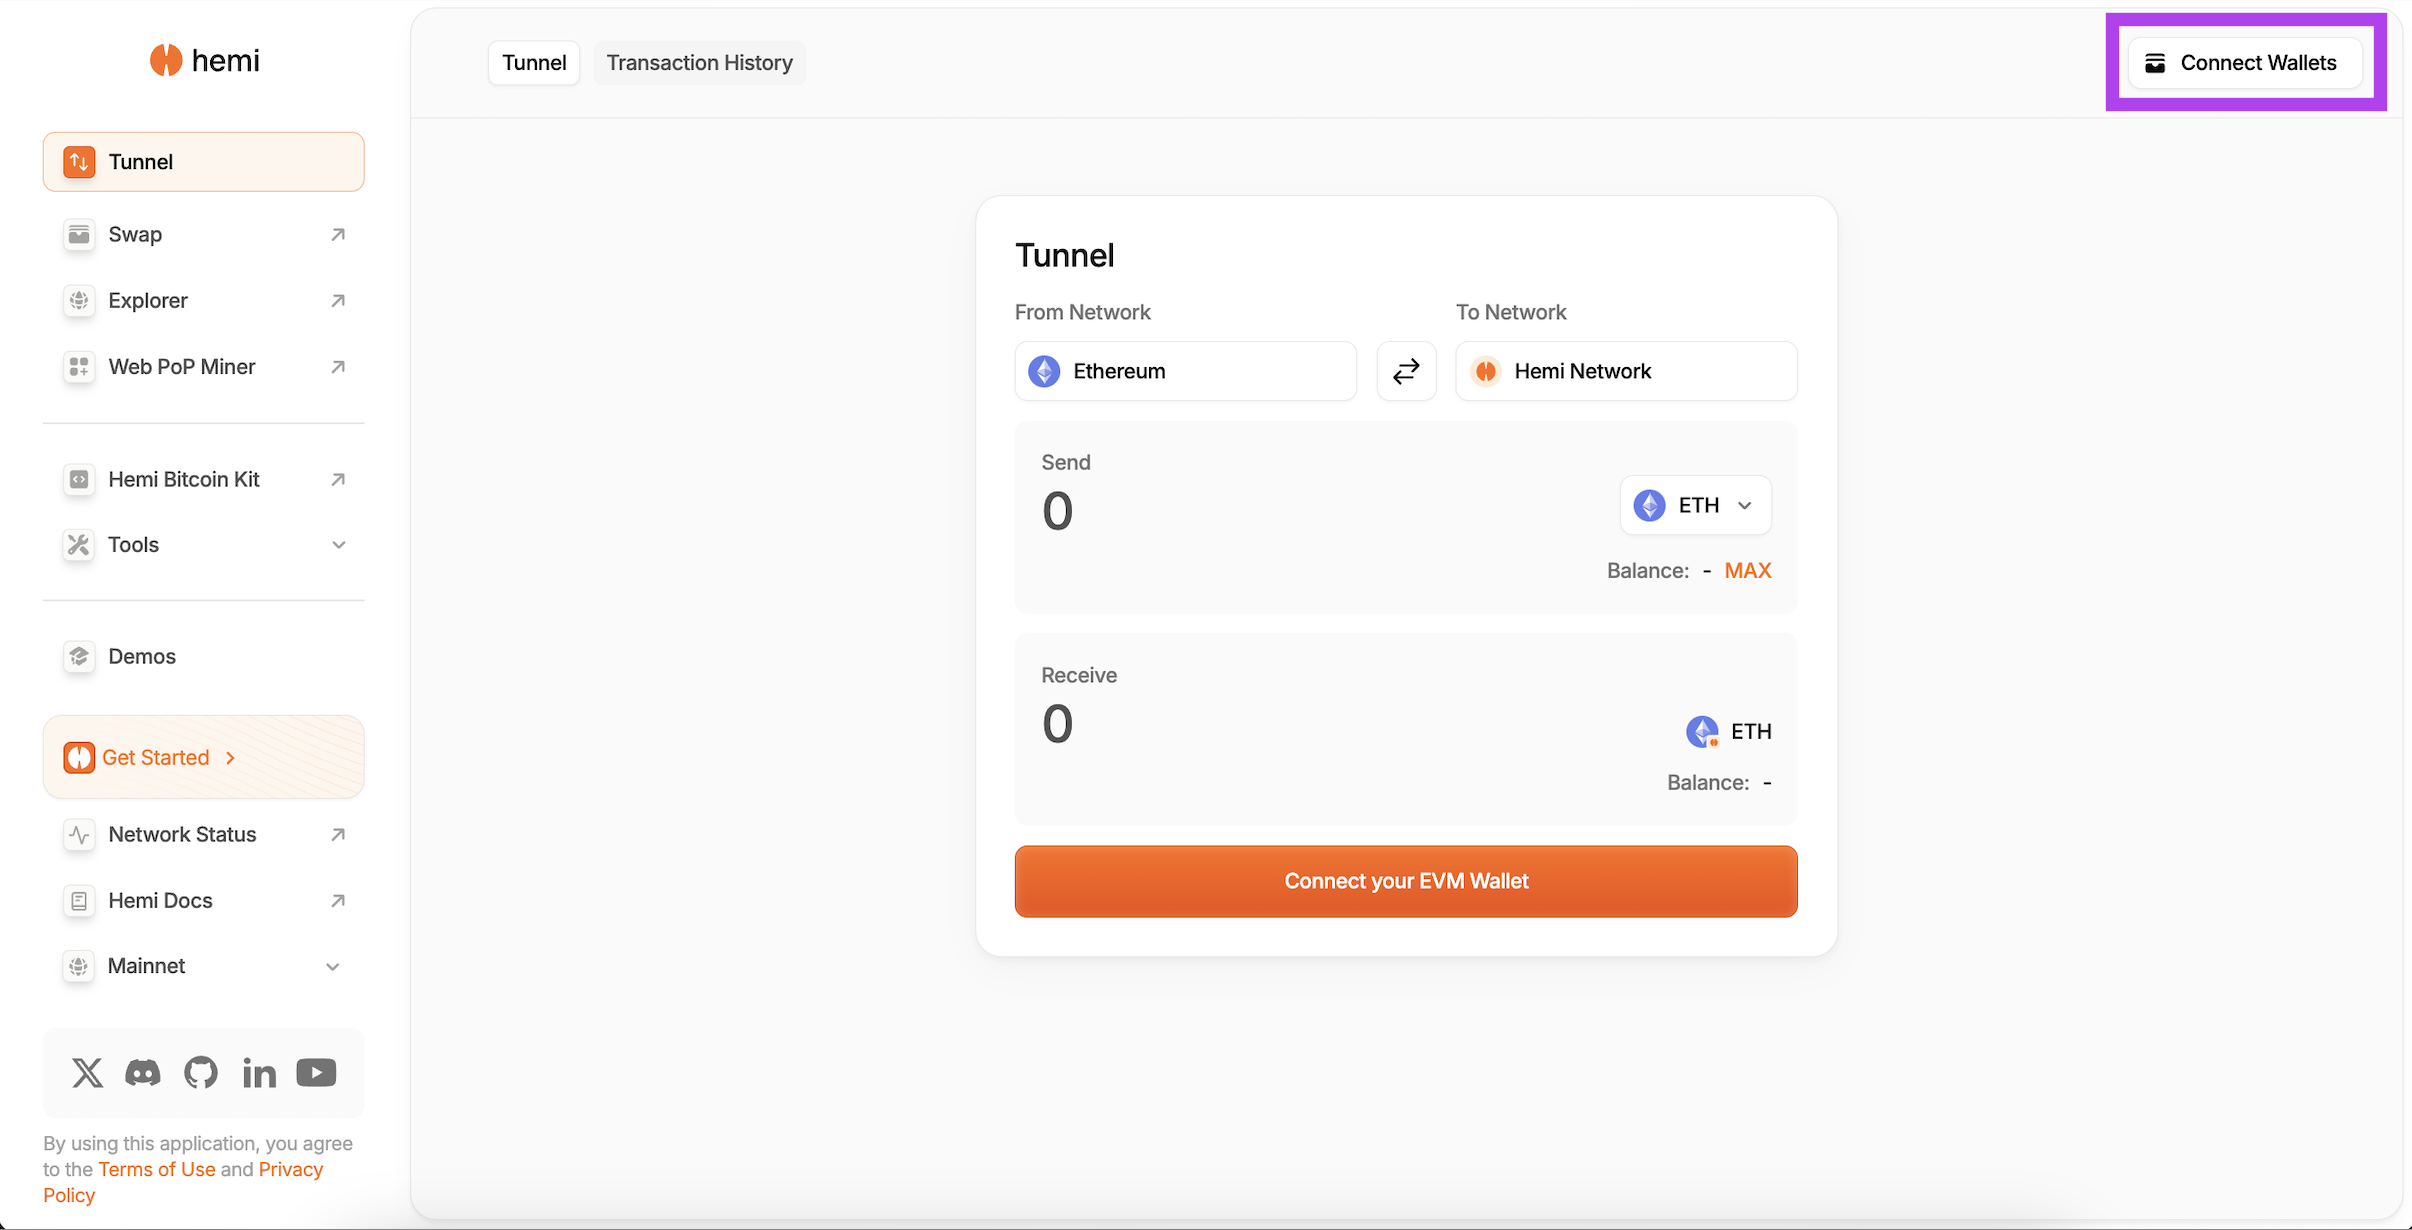 hemi
Tunnel
Swap
Explorer
Web PoP Miner
Hemi Bitcoin Kit
Tools
Demos
Get Started
Network Status
Hemi Docs
Mainnet
By using this application, you agree
to the Terms of Use and Privacy
Policy
Tunnel
Transaction History
Connect Wallets
Tunnel
From Network
To Network
Ethereum
Hemi Network
Send
0
ETH
Balance: - MAX
Receive
0
ETH
Balance: -
Connect your EVM Wallet